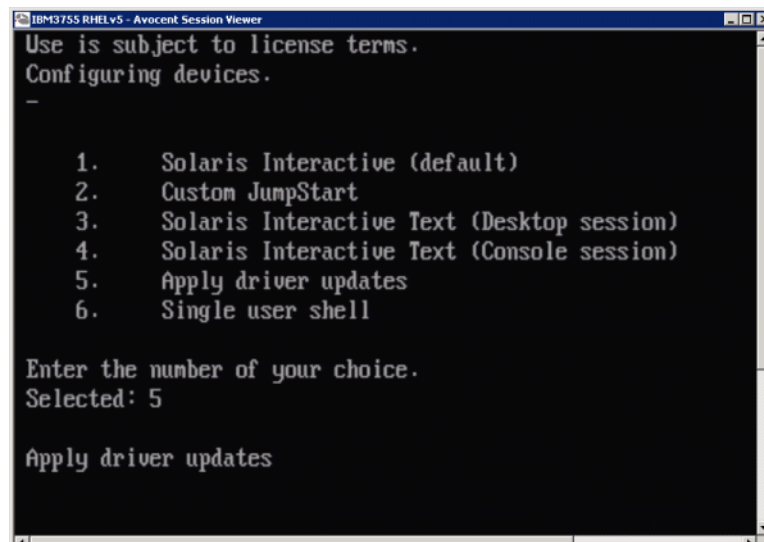 IBM3755 RHELv5 - Avocent Session Viewer
Use is subject to license terms.
Configuring devices.
1. Solaris Interactive (default)
2. Custom JumpStart
3. Solaris Interactive Text (Desktop session)
4. Solaris Interactive Text (Console session)
5. Apply driver updates
6. Single user shell
Enter the number of your choice.
Selected: 5
Apply driver updates